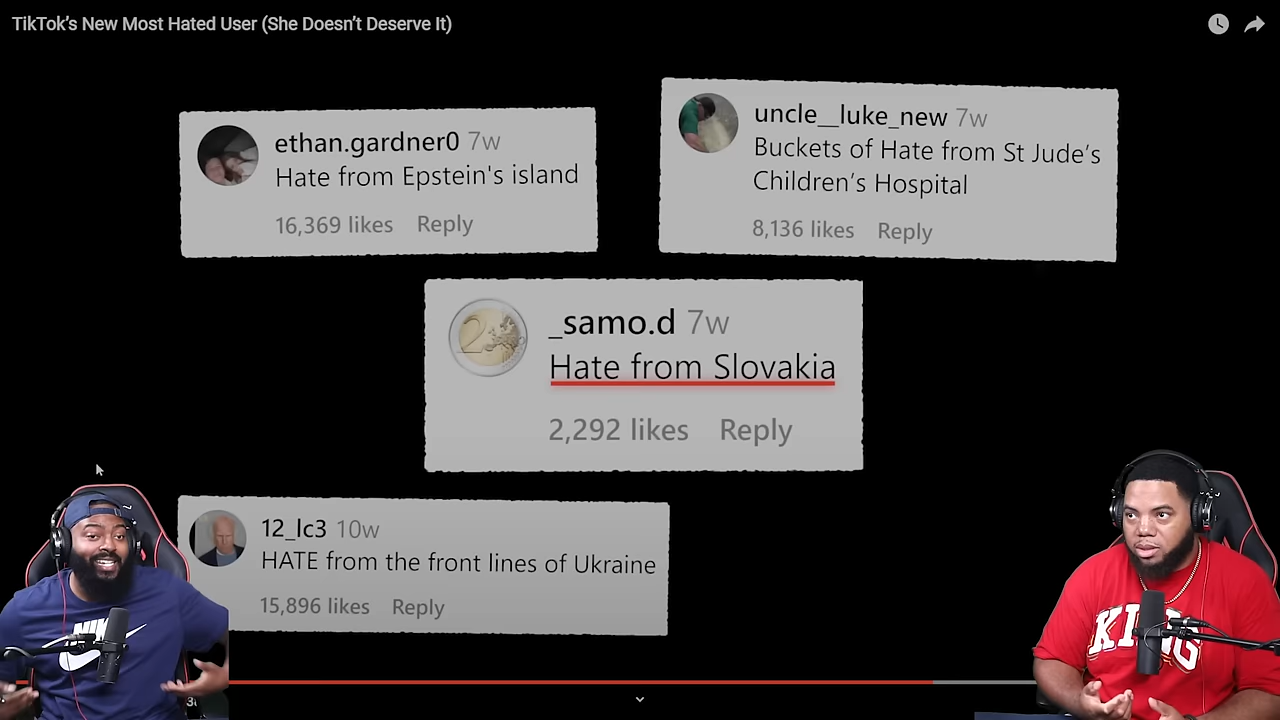 TikTok’s New Most Hated User (She Doesn’t Deserve It)
ethan.gardner0 7w
Hate from Epstein's island
16,369 likes Reply
uncle__luke_new 7w
Buckets of Hate from St Jude’s
Children’s Hospital
8,136 likes Reply
_samo.d 7w
Hate from Slovakia
2,292 likes Reply
12_lc3 10w
HATE from the front lines of Ukraine
15,896 likes Reply